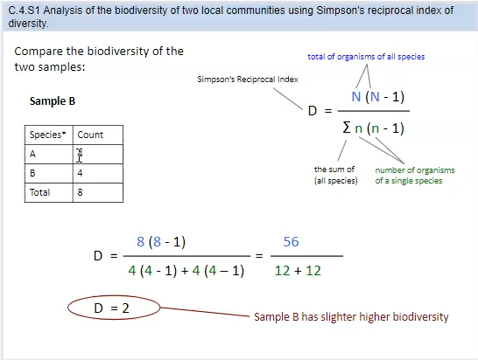 C.4.S1 Analysis of the biodiversity of two local communities using Simpson's reciprocal index of
diversity.
Compare the biodiversity of the
two samples:
total of organisms of all species
Simpson's Reciprocal Index
Sample B
D = N (N - 1)
Σ n (n - 1)
Species* Count
A
B 4
Total 8
the sum of
(all species)
number of organisms
of a single species
D = 8 (8 - 1) = 56
4 (4 - 1) + 4 (4 – 1) 12 + 12
D = 2
Sample B has slighter higher biodiversity